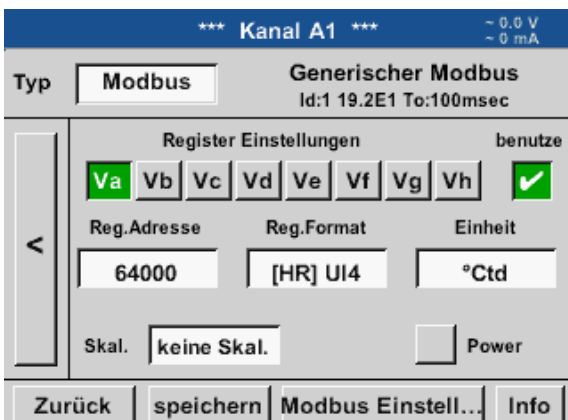 *** Kanal A1 *** ~ 0.0 V
~ 0 mA
Typ Modbus Generischer Modbus
Id:1 19.2E1 To:100msec
Register Einstellungen benutze
Va Vb Vc Vd Ve Vf Vg Vh ✔
<
Reg.Adresse Reg.Format Einheit
64000 [HR] UI4 °Ctd
Skal. keine Skal. Power
Zurück speichern Modbus Einstell... Info